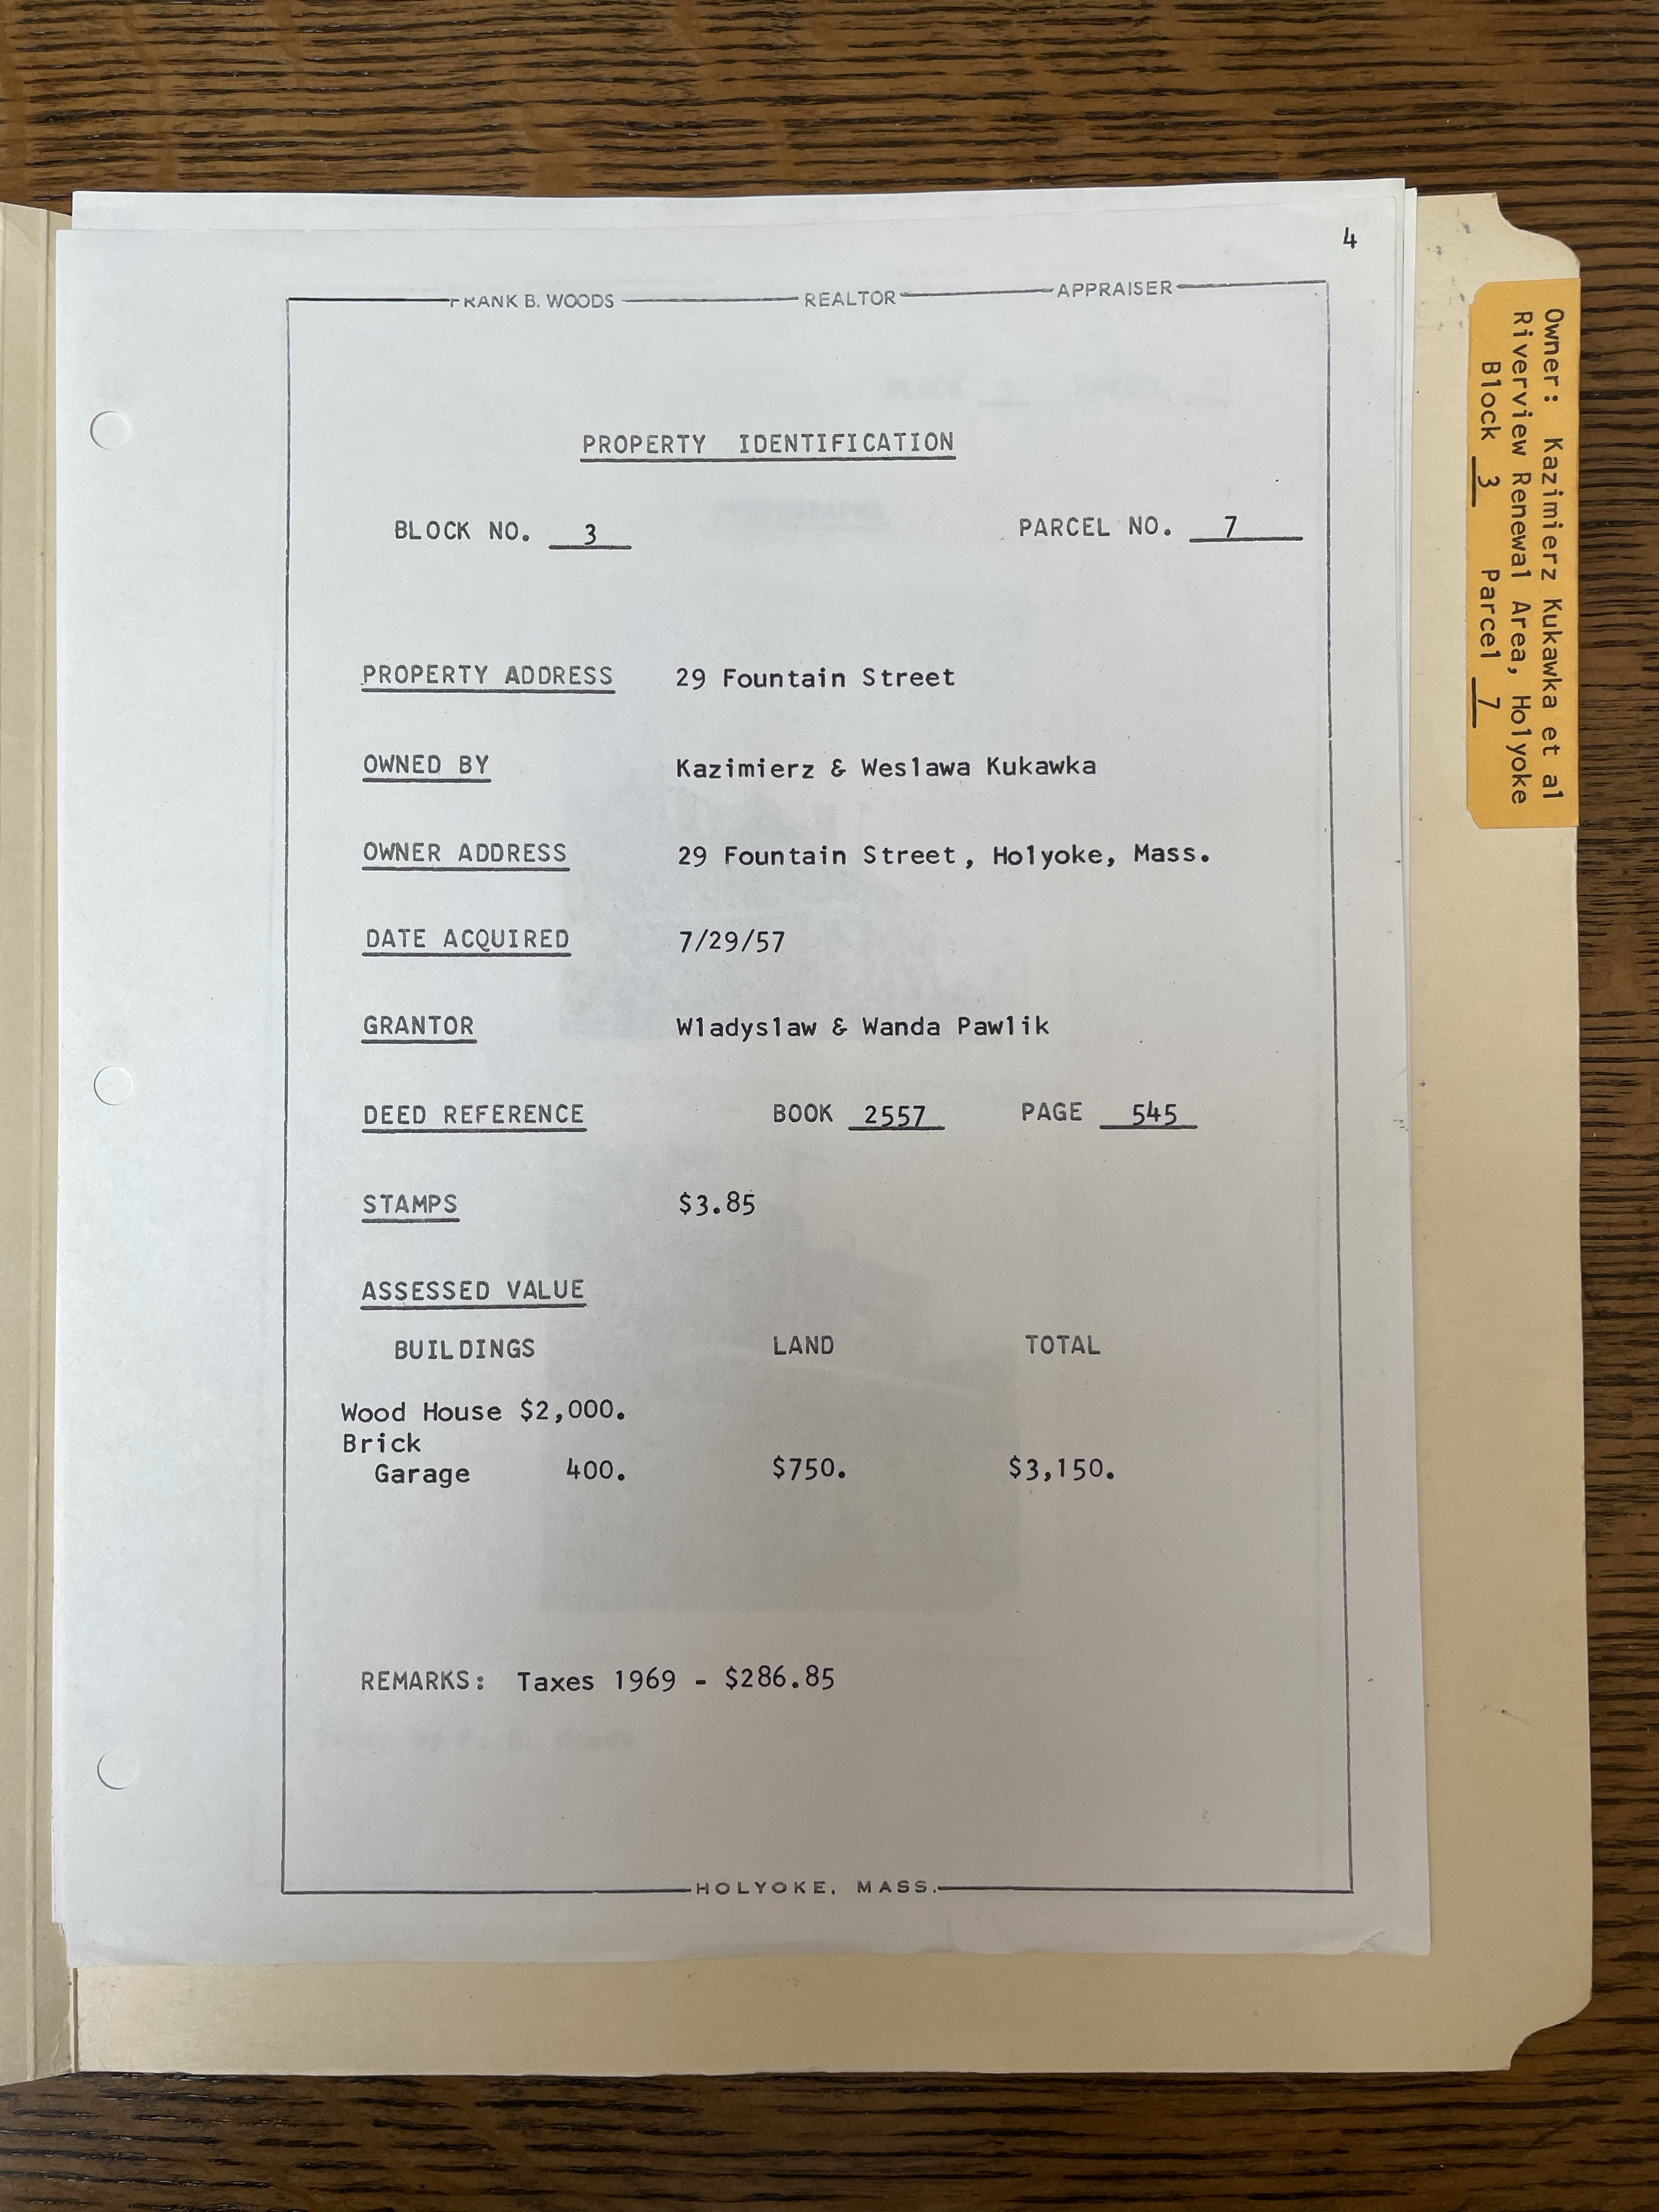 4
FRANK B. WOODS REALTOR APPRAISER
PROPERTY IDENTIFICATION
BLOCK NO. 3 PARCEL NO. 7
PROPERTY ADDRESS 29 Fountain Street
OWNED BY Kazimierz & Weslawa Kukawka
OWNER ADDRESS 29 Fountain Street, Holyoke, Mass.
DATE ACQUIRED 7/29/57
GRANTOR Wladyslaw & Wanda Pawlik
DEED REFERENCE BOOK 2557 PAGE 545
STAMPS $3.85
ASSESSED VALUE
BUILDINGS LAND TOTAL
Wood House $2,000.
Brick
Garage 400. $750. $3,150.
REMARKS: Taxes 1969 - $286.85
HOLYOKE, MASS.
Owner: Kazimierz Kukawka et al
Riverview Renewal Area, Holyoke
Block 3 Parcel 7